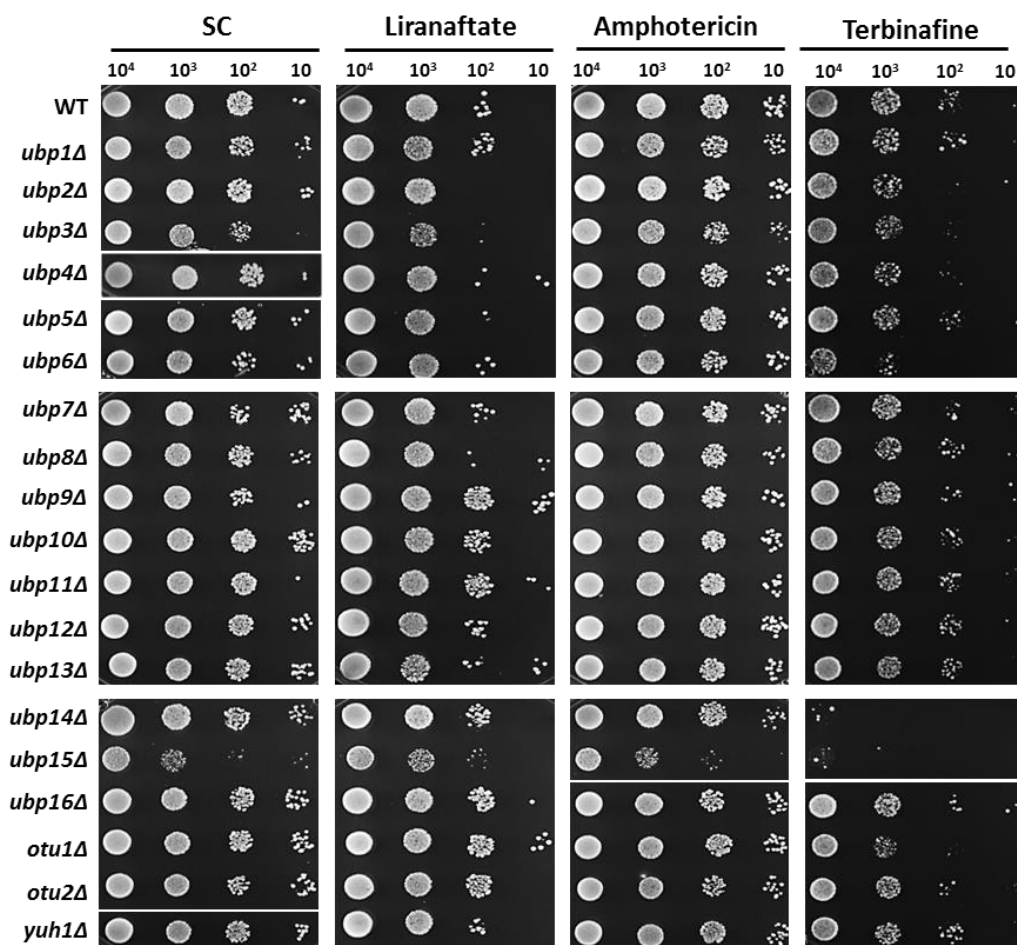 SC Liranaftate Amphotericin Terbinafine
10⁴ 10³ 10² 10 10⁴ 10³ 10² 10 10⁴ 10³ 10² 10 10⁴ 10³ 10² 10
WT
ubp1Δ
ubp2Δ
ubp3Δ
ubp4Δ
ubp5Δ
ubp6Δ
ubp7Δ
ubp8Δ
ubp9Δ
ubp10Δ
ubp11Δ
ubp12Δ
ubp13Δ
ubp14Δ
ubp15Δ
ubp16Δ
otu1Δ
otu2Δ
yuh1Δ